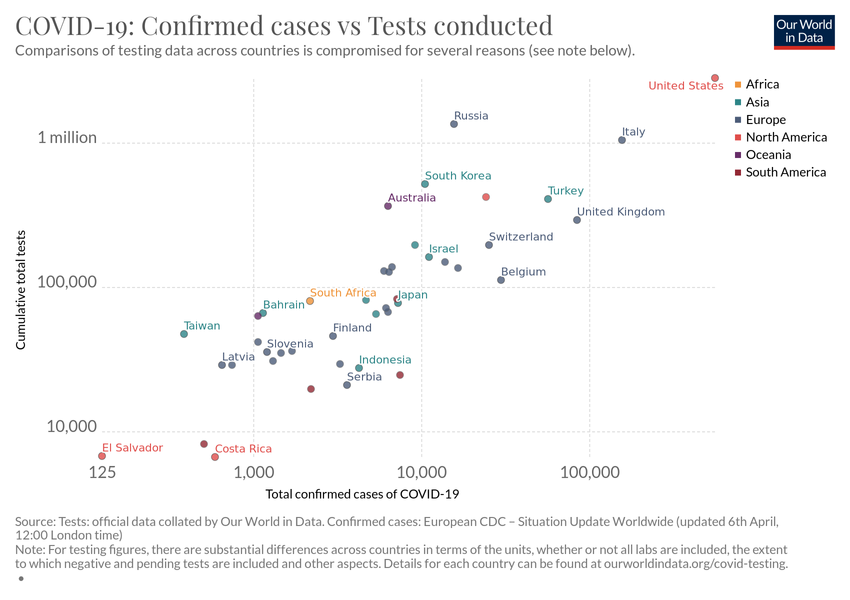 COVID-19: Confirmed cases vs Tests conducted
Comparisons of testing data across countries is compromised for several reasons (see note below).
Our World
in Data
United States
Africa
Asia
Europe
North America
Oceania
South America
Russia
1 million
Italy
South Korea
Australia
Turkey
United Kingdom
Switzerland
Israel
Belgium
Cumulative total tests
100,000
South Africa
Japan
Bahrain
Taiwan
Finland
Slovenia
Latvia
Indonesia
Serbia
10,000
El Salvador
Costa Rica
125
1,000
10,000
100,000
Total confirmed cases of COVID-19
Source: Tests: official data collated by Our World in Data. Confirmed cases: European CDC – Situation Update Worldwide (updated 6th April,
12:00 London time)
Note: For testing figures, there are substantial differences across countries in terms of the units, whether or not all labs are included, the extent
to which negative and pending tests are included and other aspects. Details for each country can be found at ourworldindata.org/covid-testing.